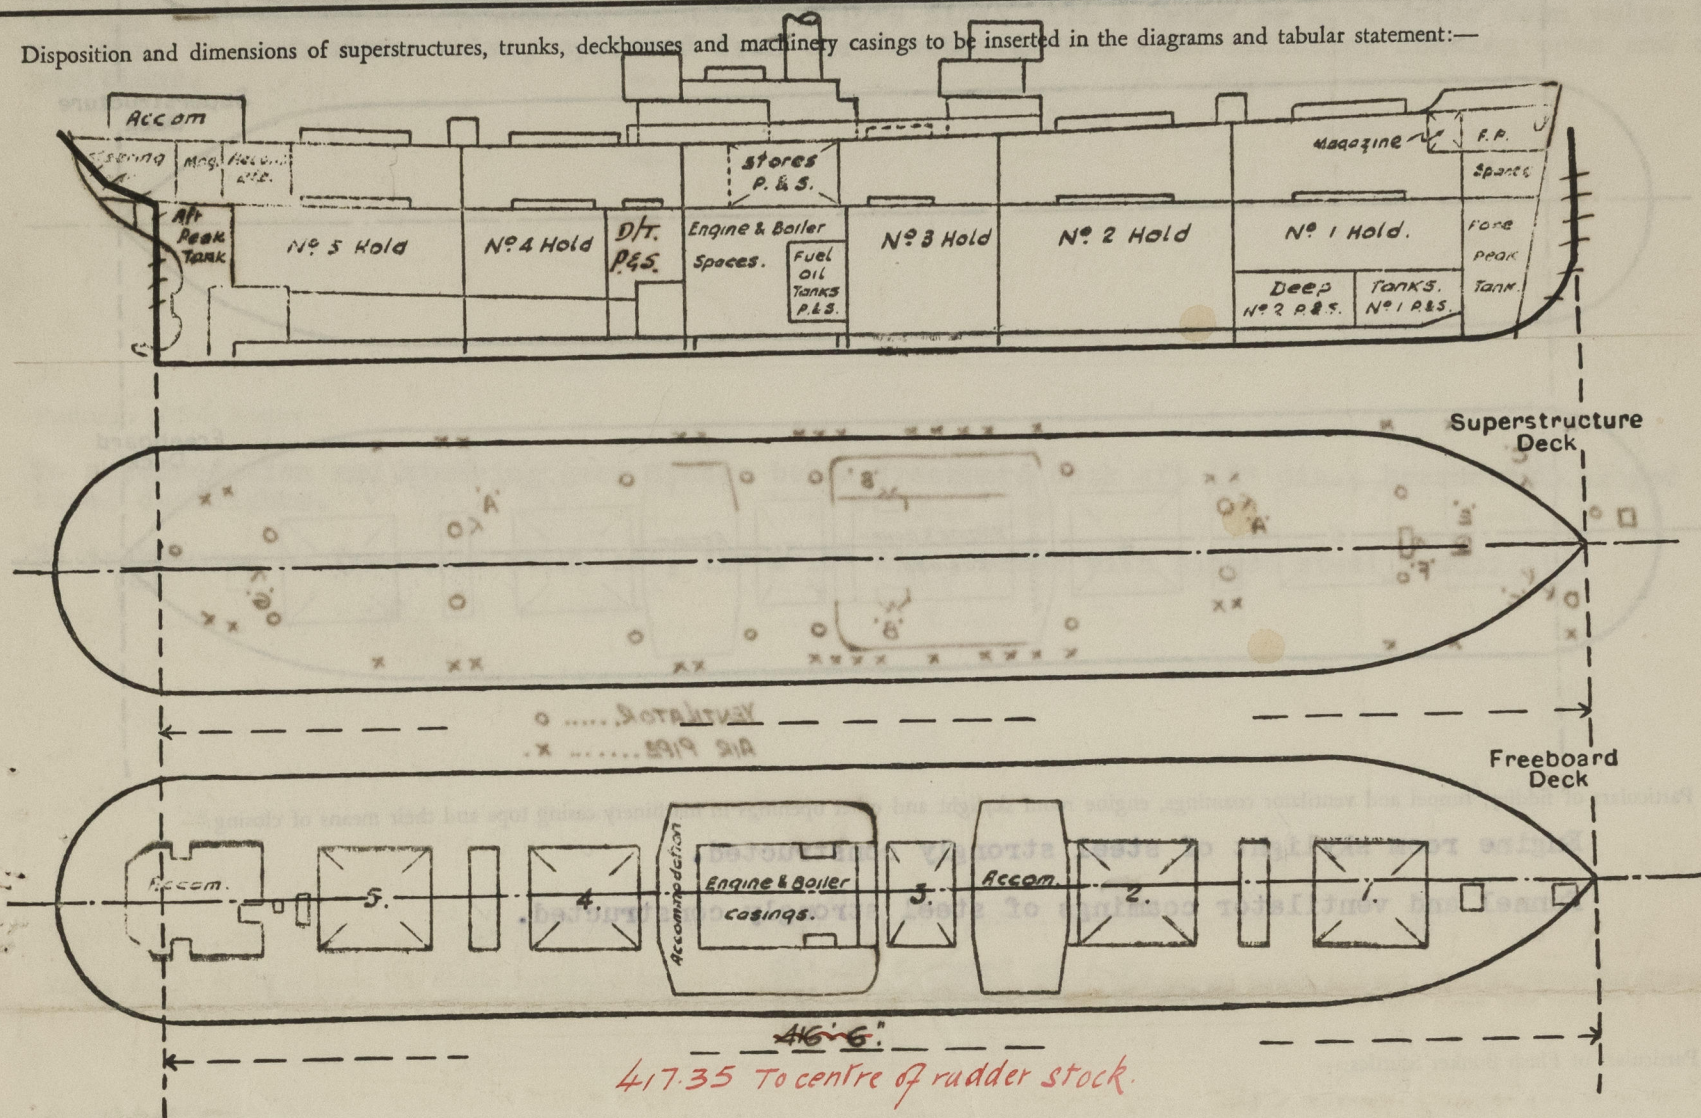 Disposition and dimensions of superstructures, trunks, deckhouses and machinery casings to be inserted in the diagrams and tabular statement:—
Accom
Magazine
F.P.
Steering
Mag.
stores
P. & S.
Spaces
Aft
Peak
Tank
Nº 5 Hold
Nº 4 Hold
D/T.
P.&S.
Engine & Boiler
Spaces.
Fuel
Oil
Tanks
P.&S.
Nº 3 Hold
Nº 2 Hold
Nº 1 Hold.
Fore
Peak
Tank.
Deep
Nº 2 P.&S.
Tanks.
Nº 1 P.&S.
Superstructure
Deck
VENTILATOR..... o
AIR PIPE....... x.
Freeboard
Deck
Engine room skylight of steel strongly constructed.
Funnel and ventilator coamings of steel strongly constructed.
Accom.
5.
4.
Accommodation
Engine & Boiler
casings.
3.
Accom.
2.
1.
416'-6"
417.35 To centre of rudder stock.